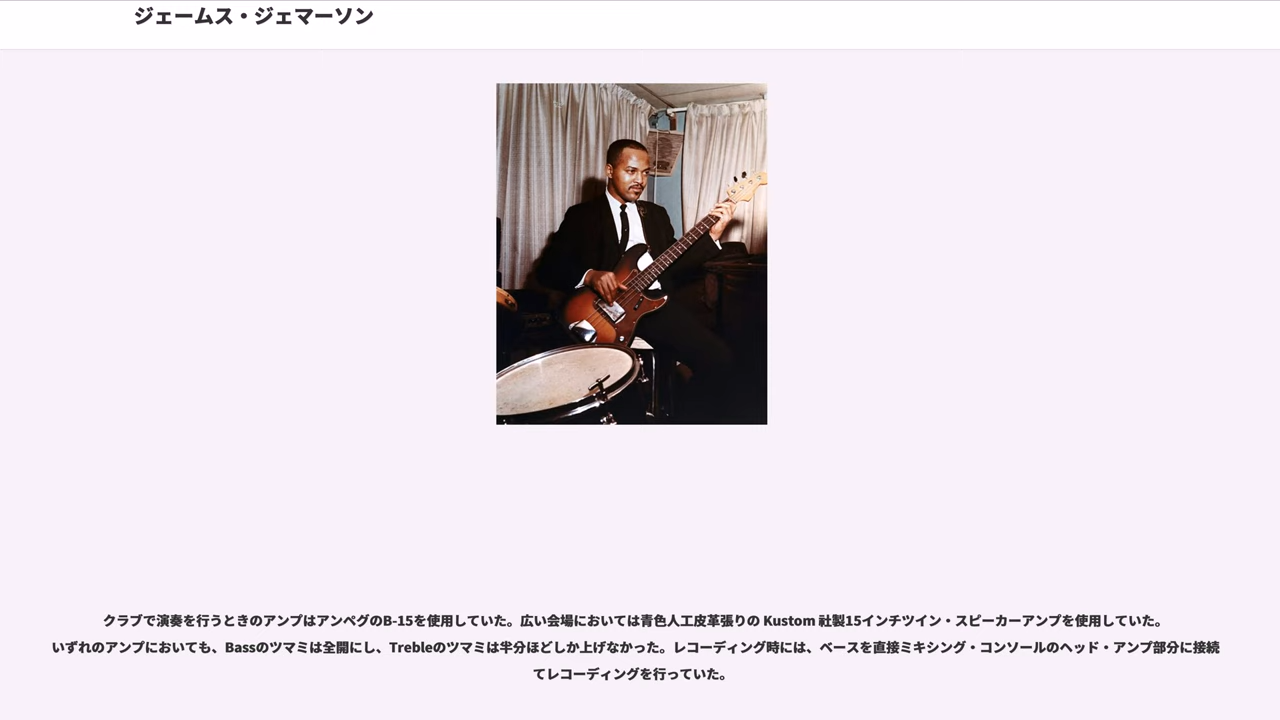 ジェームス・ジェマーソン
クラブで演奏を行うときのアンプはアンペグのB-15を使用していた。広い会場においては青色人工皮革張りの Kustom 社製15インチツイン・スピーカーアンプを使用していた。
いずれのアンプにおいても、Bassのツマミは全開にし、Trebleのツマミは半分ほどしか上げなかった。レコーディング時には、ベースを直接ミキシング・コンソールのヘッド・アンプ部分に接続
てレコーディングを行っていた。